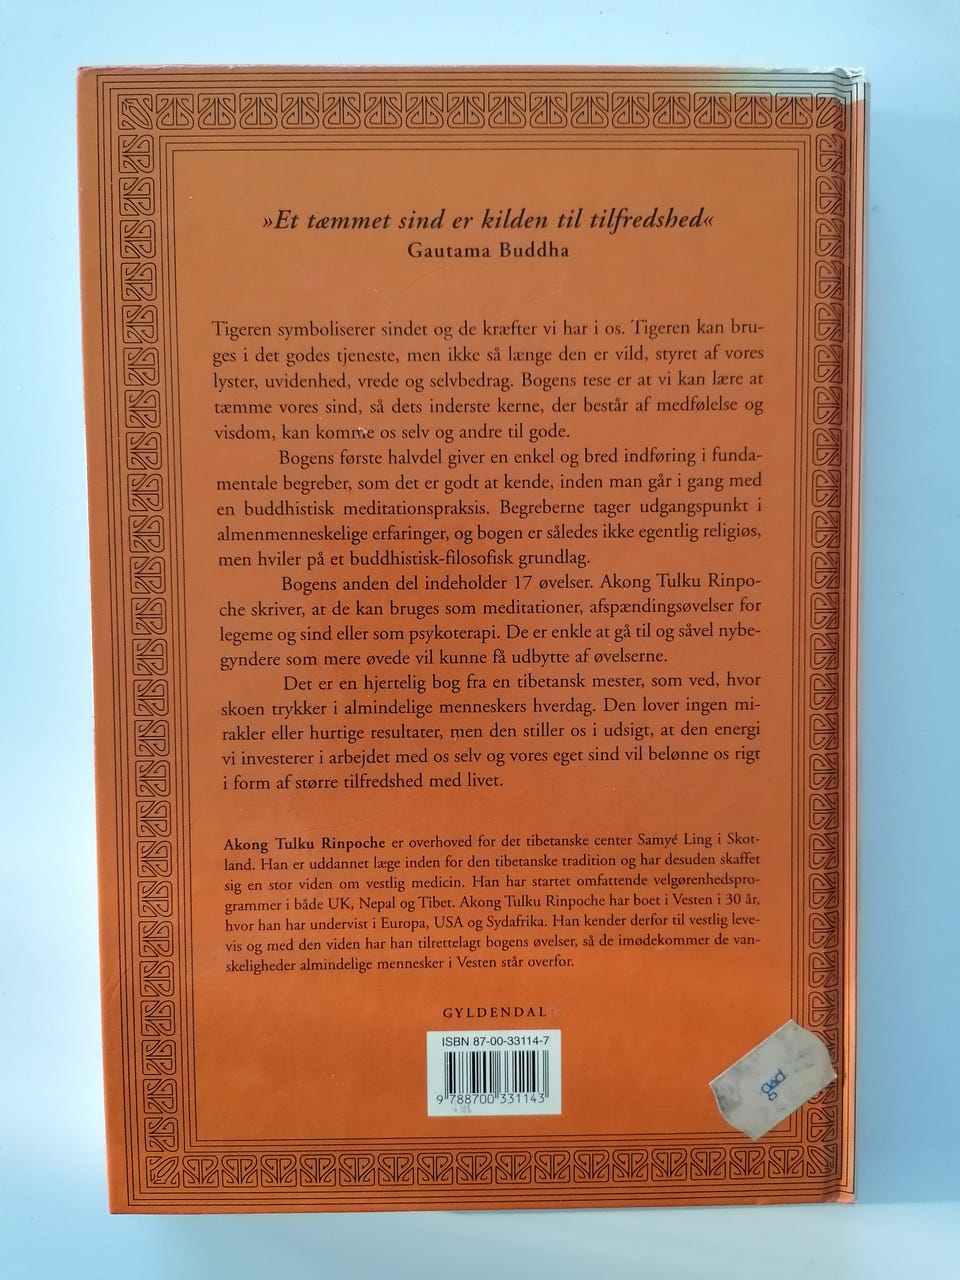 »Et tæmmet sind er kilden til tilfredshed«
Gautama Buddha
Tigeren symboliserer sindet og de kræfter vi har i os. Tigeren kan bru-
ges i det godes tjeneste, men ikke så længe den er vild, styret af vores
lyster, uvidenhed, vrede og selvbedrag. Bogens tese er at vi kan lære at
tæmme vores sind, så dets inderste kerne, der består af medfølelse og
visdom, kan komme os selv og andre til gode.
Bogens første halvdel giver en enkel og bred indføring i funda-
mentale begreber, som det er godt at kende, inden man går i gang med
en buddhistisk meditationspraksis. Begreberne tager udgangspunkt i
almenmenneskelige erfaringer, og bogen er således ikke egentlig religiøs,
men hviler på et buddhistisk-filosofisk grundlag.
Bogens anden del indeholder 17 øvelser. Akong Tulku Rinpo-
che skriver, at de kan bruges som meditationer, afspændingsøvelser for
legeme og sind eller som psykoterapi. De er enkle at gå til og såvel nybe-
gyndere som mere øvede vil kunne få udbytte af øvelserne.
Det er en hjertelig bog fra en tibetansk mester, som ved, hvor
skoen trykker i almindelige menneskers hverdag. Den lover ingen mi-
rakler eller hurtige resultater, men den stiller os i udsigt, at den energi
vi investerer i arbejdet med os selv og vores eget sind vil belønne os rigt
i form af større tilfredshed med livet.
Akong Tulku Rinpoche er overhoved for det tibetanske center Samyé Ling i Skot-
land. Han er uddannet læge inden for den tibetanske tradition og har desuden skaffet
sig en stor viden om vestlig medicin. Han har startet omfattende velgørenhedspro-
grammer i både UK, Nepal og Tibet. Akong Tulku Rinpoche har boet i Vesten i 30 år,
hvor han har undervist i Europa, USA og Sydafrika. Han kender derfor til vestlig leve-
vis og med den viden har han tilrettelagt bogens øvelser, så de imødekommer de van-
skeligheder almindelige mennesker i Vesten står overfor.
GYLDENDAL
ISBN 87-00-33114-7
9 788700 331143